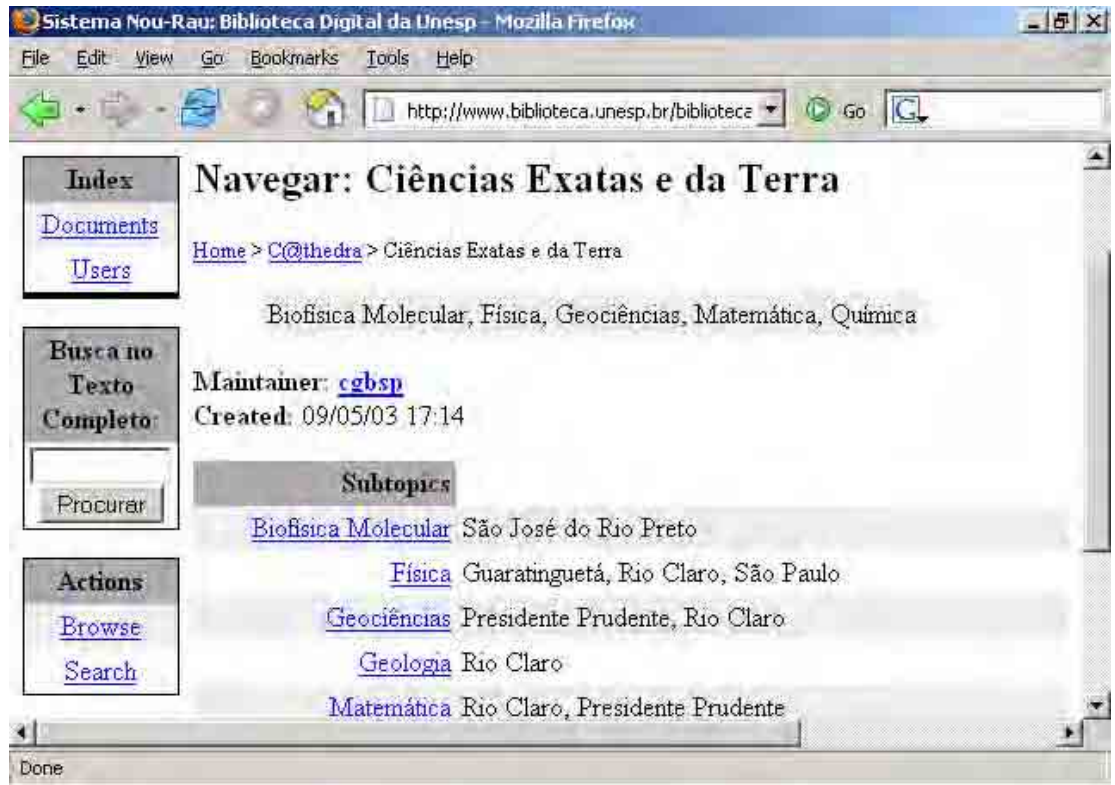 Sistema Nou-Rau: Biblioteca Digital da Unesp - Mozilla Firefox
File Edit View Go Bookmarks Tools Help
http://www.biblioteca.unesp.br/biblioteca Go G
Index
Documents
Users
Busca no
Texto
Completo:
Procurar
Actions
Browse
Search
Navegar: Ciências Exatas e da Terra
Home > C@thedra > Ciências Exatas e da Terra
Biofísica Molecular, Física, Geociências, Matemática, Química
Maintainer: cgbsp
Created: 09/05/03 17:14
Subtopics
Biofísica Molecular São José do Rio Preto
Física Guaratinguetá, Rio Claro, São Paulo
Geociências Presidente Prudente, Rio Claro
Geologia Rio Claro
Matemática Rio Claro, Presidente Prudente
Done